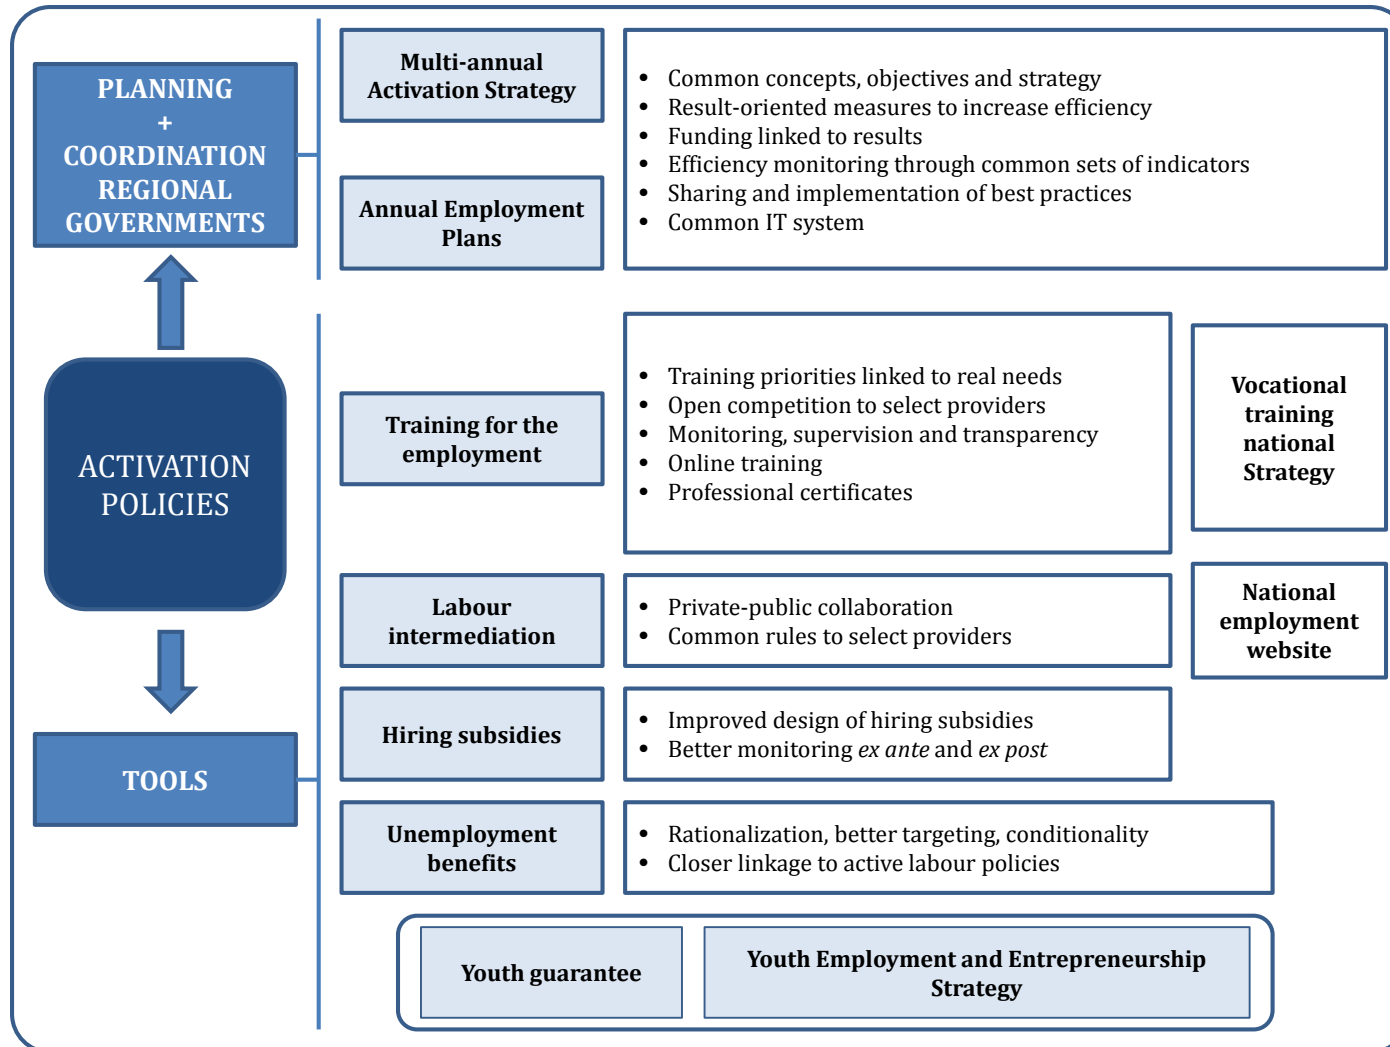 PLANNING
+
COORDINATION
REGIONAL
GOVERNMENTS
Multi-annual
Activation Strategy
Annual Employment
Plans
• Common concepts, objectives and strategy
• Result-oriented measures to increase efficiency
• Funding linked to results
• Efficiency monitoring through common sets of indicators
• Sharing and implementation of best practices
• Common IT system
ACTIVATION
POLICIES
TOOLS
Training for the
employment
• Training priorities linked to real needs
• Open competition to select providers
• Monitoring, supervision and transparency
• Online training
• Professional certificates
Vocational
training
national
Strategy
Labour
intermediation
• Private-public collaboration
• Common rules to select providers
National
employment
website
Hiring subsidies
• Improved design of hiring subsidies
• Better monitoring ex ante and ex post
Unemployment
benefits
• Rationalization, better targeting, conditionality
• Closer linkage to active labour policies
Youth guarantee
Youth Employment and Entrepreneurship
Strategy